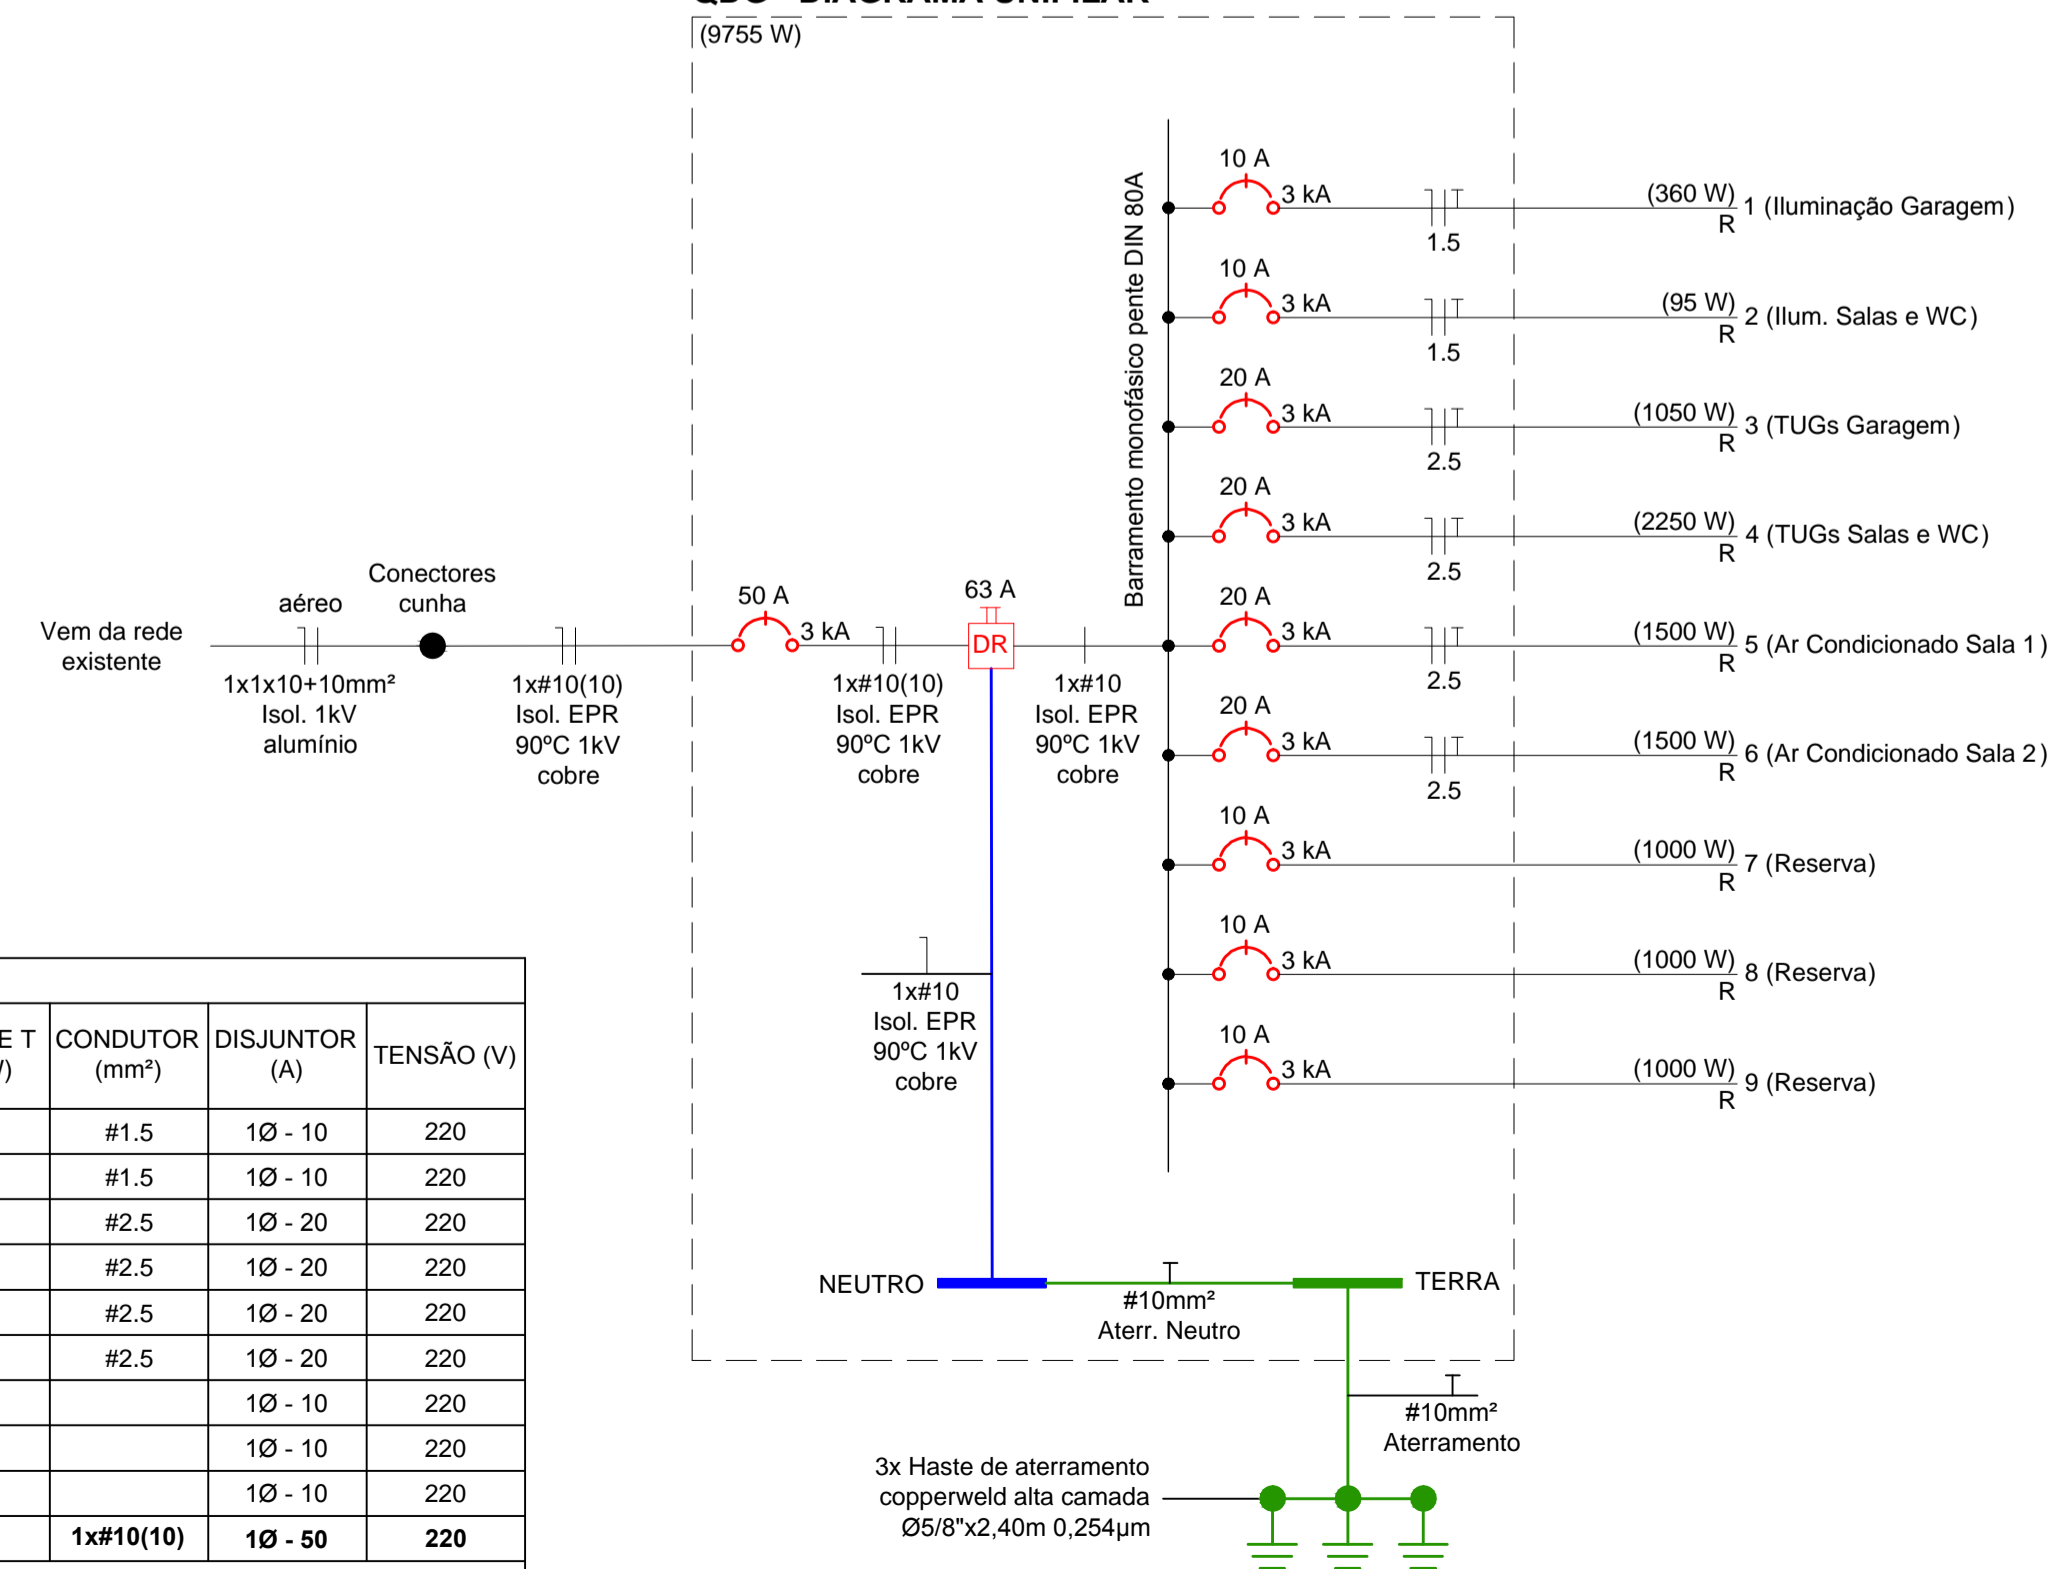 (9755 W)
Barramento monofásico pente DIN 80A
10 A
3 kA
1.5
(360 W)
R
1 (Iluminação Garagem)
10 A
3 kA
1.5
(95 W)
R
2 (Ilum. Salas e WC)
20 A
3 kA
2.5
(1050 W)
R
3 (TUGs Garagem)
20 A
3 kA
2.5
(2250 W)
R
4 (TUGs Salas e WC)
20 A
3 kA
2.5
(1500 W)
R
5 (Ar Condicionado Sala 1)
20 A
3 kA
2.5
(1500 W)
R
6 (Ar Condicionado Sala 2)
10 A
3 kA
(1000 W)
R
7 (Reserva)
10 A
3 kA
(1000 W)
R
8 (Reserva)
10 A
3 kA
(1000 W)
R
9 (Reserva)
Vem da rede
existente
aéreo
1x1x10+10mm²
Isol. 1kV
alumínio
Conectores
cunha
1x#10(10)
Isol. EPR
90ºC 1kV
cobre
50 A
3 kA
1x#10(10)
Isol. EPR
90ºC 1kV
cobre
63 A
DR
1x#10
Isol. EPR
90ºC 1kV
cobre
1x#10
Isol. EPR
90ºC 1kV
cobre
NEUTRO
#10mm²
Aterr. Neutro
TERRA
#10mm²
Aterramento
3x Haste de aterramento
copperweld alta camada
Ø5/8"x2,40m 0,254µm
E T
CONDUTOR
(mm²)
DISJUNTOR
(A)
TENSÃO (V)
#1.5 1Ø - 10 220
#1.5 1Ø - 10 220
#2.5 1Ø - 20 220
#2.5 1Ø - 20 220
#2.5 1Ø - 20 220
#2.5 1Ø - 20 220
1Ø - 10 220
1Ø - 10 220
1Ø - 10 220
1x#10(10) 1Ø - 50 220